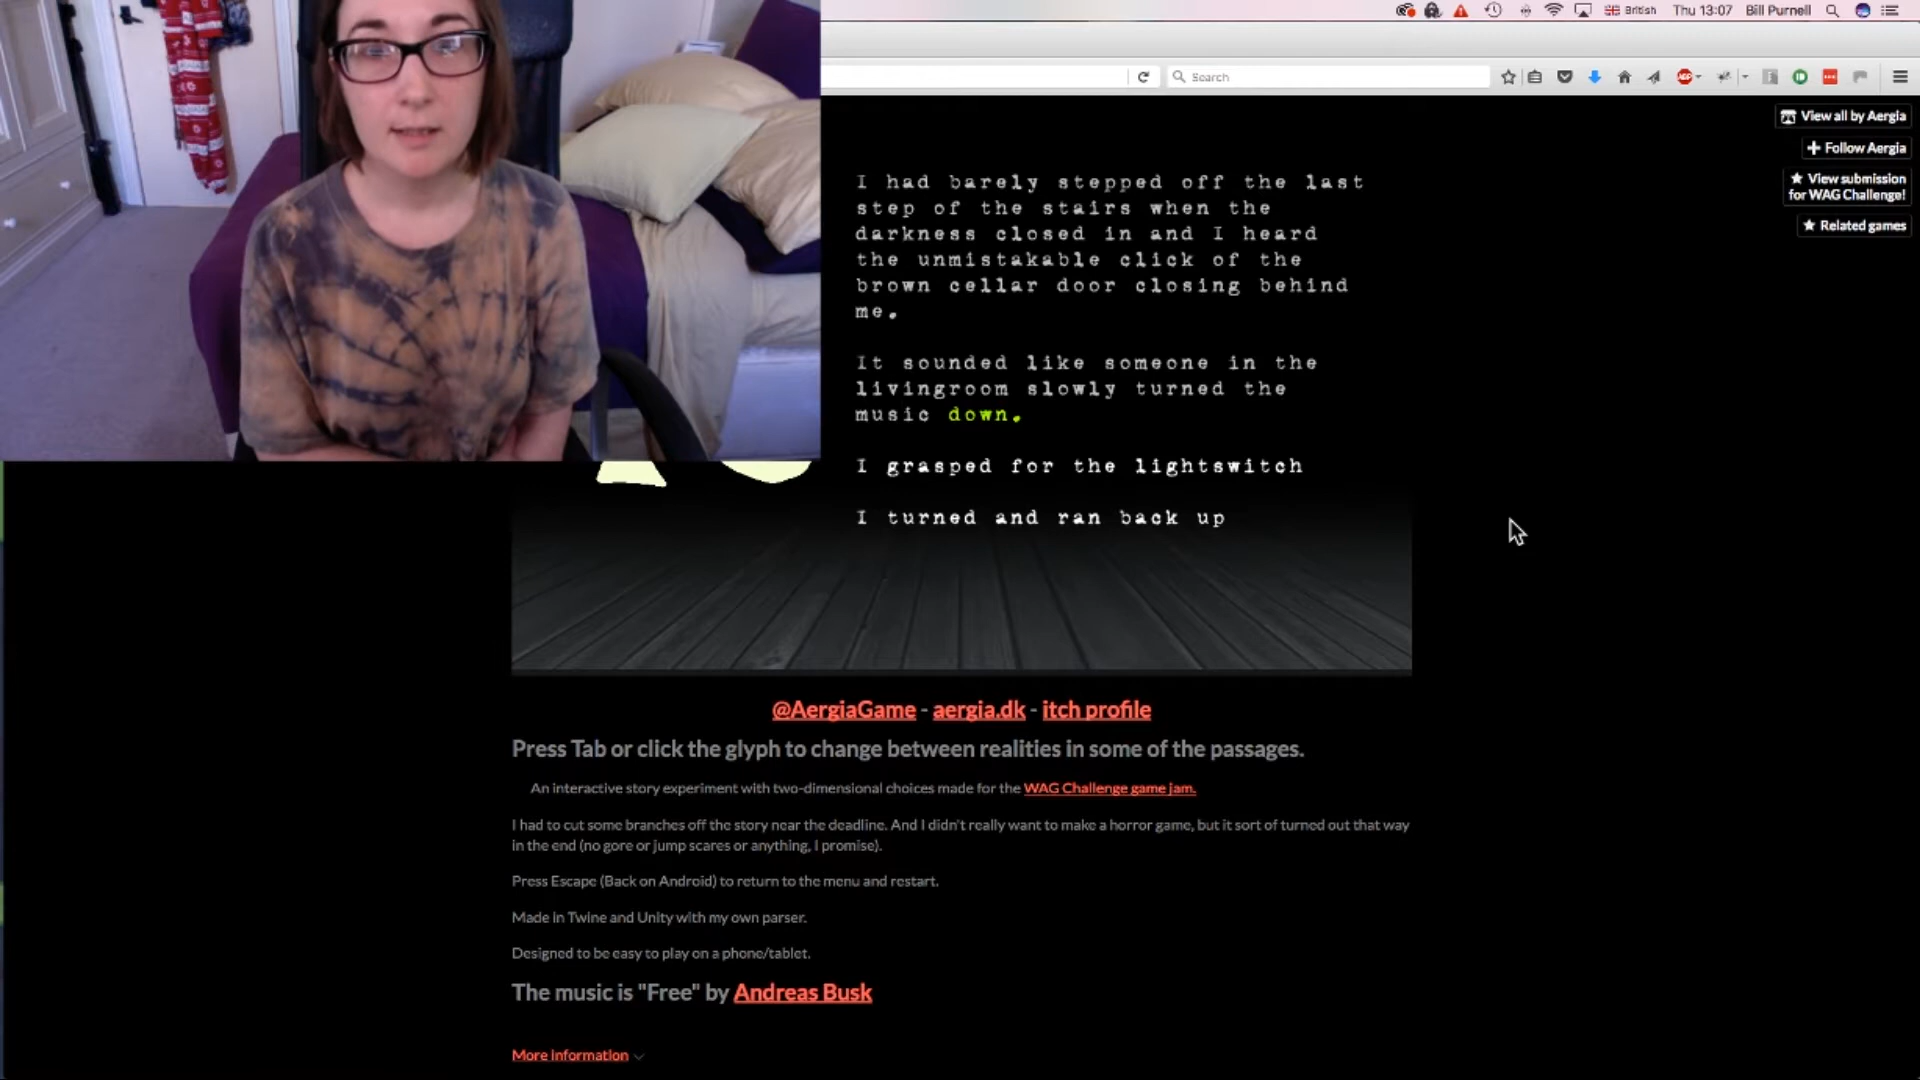 British Thu 13:07 Bill Purnell
Search
ABP
View all by Aergia
Follow Aergia
View submission
for WAG Challenge!
Related games
I had barely stepped off the last
step of the stairs when the
darkness closed in and I heard
the unmistakable click of the
brown cellar door closing behind
me.
It sounded like someone in the
livingroom slowly turned the
music down.
I grasped for the lightswitch
I turned and ran back up
@AergiaGame - aergia.dk - itch profile
Press Tab or click the glyph to change between realities in some of the passages.
An interactive story experiment with two-dimensional choices made for the WAG Challenge game jam.
I had to cut some branches off the story near the deadline. And I didn't really want to make a horror game, but it sort of turned out that way
in the end (no gore or jump scares or anything, I promise).
Press Escape (Back on Android) to return to the menu and restart.
Made in Twine and Unity with my own parser.
Designed to be easy to play on a phone/tablet.
The music is "Free" by Andreas Busk
More information